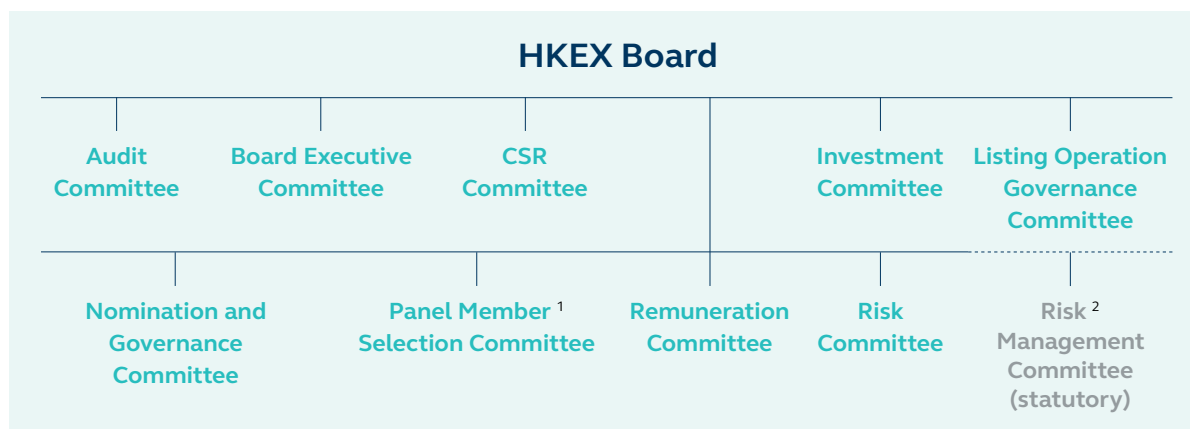 HKEX Board
Audit
Committee
Board Executive
Committee
CSR
Committee
Investment
Committee
Listing Operation
Governance
Committee
Nomination and
Governance
Committee
Panel Member 1
Selection Committee
Remuneration
Committee
Risk
Committee
Risk 2
Management
Committee
(statutory)